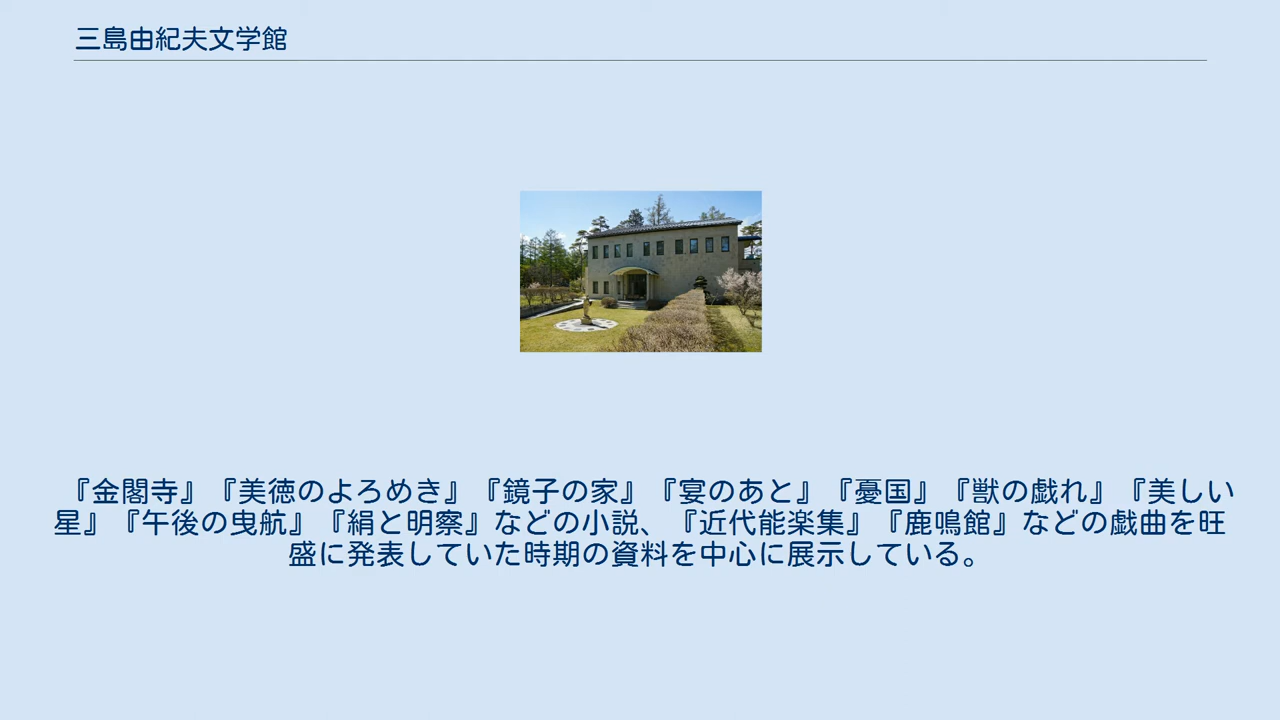 三島由紀夫文学館
『金閣寺』『美徳のよろめき』『鏡子の家』『宴のあと』『憂国』『獣の戯れ』『美しい
星』『午後の曳航』『絹と明察』などの小説、『近代能楽集』『鹿鳴館』などの戯曲を旺
盛に発表していた時期の資料を中心に展示している。